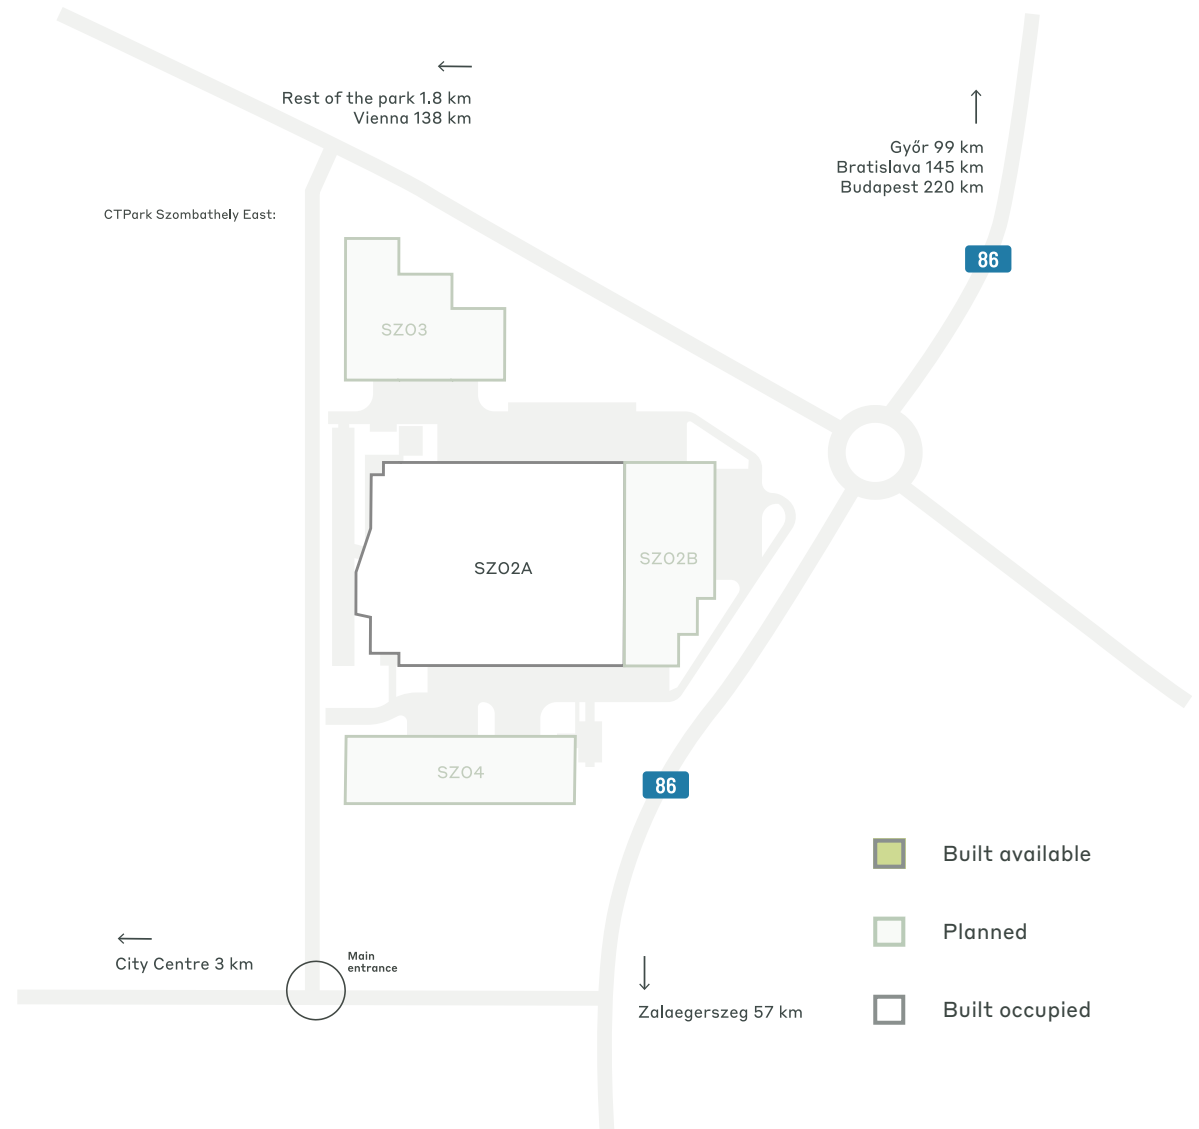 Rest of the park 1.8 km
Vienna 138 km
Győr 99 km
Bratislava 145 km
Budapest 220 km
CTPark Szombathely East:
86
SZO3
SZO2A
SZO2B
SZO4
86
Built available
Planned
Built occupied
City Centre 3 km
Main
entrance
Zalaegerszeg 57 km